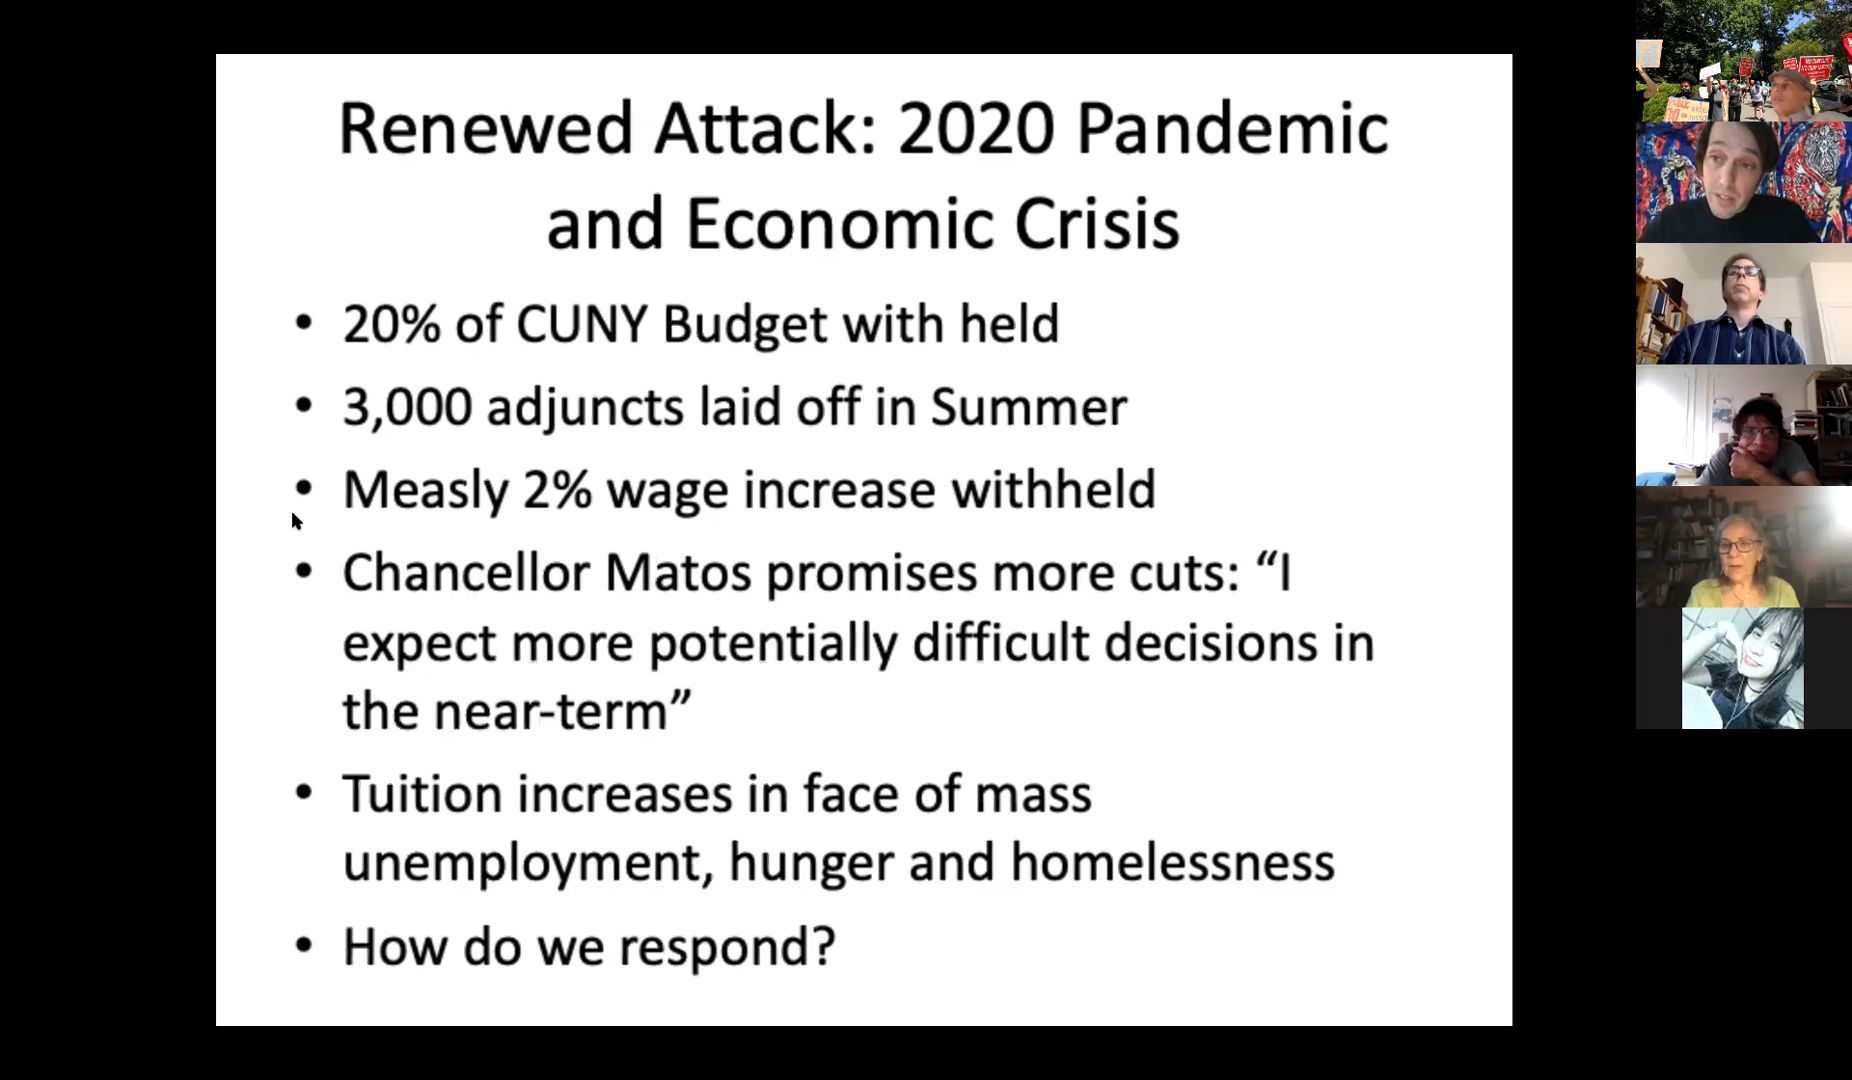 Renewed Attack: 2020 Pandemic
and Economic Crisis
• 20% of CUNY Budget with held
• 3,000 adjuncts laid off in Summer
• Measly 2% wage increase withheld
• Chancellor Matos promises more cuts: “I
expect more potentially difficult decisions in
the near-term”
• Tuition increases in face of mass
unemployment, hunger and homelessness
• How do we respond?